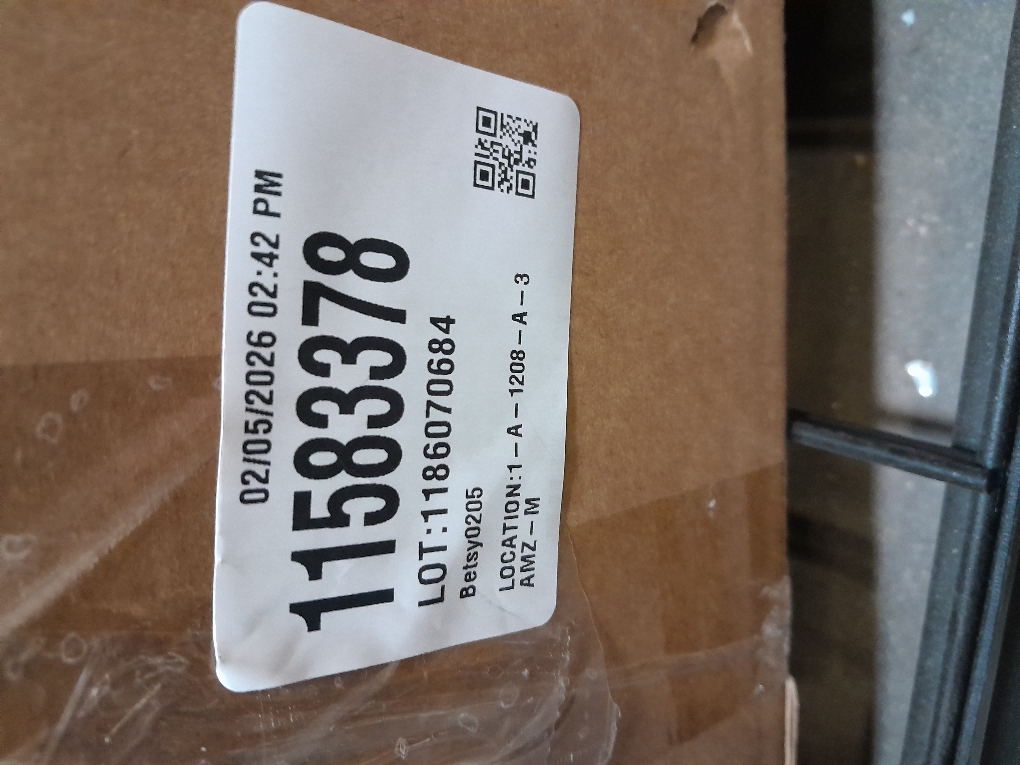 02/05/2026 02:42 PM
11583378
LOT:1186070684
Betsy0205
LOCATION:1-A-1208-A-3
AMZ-M